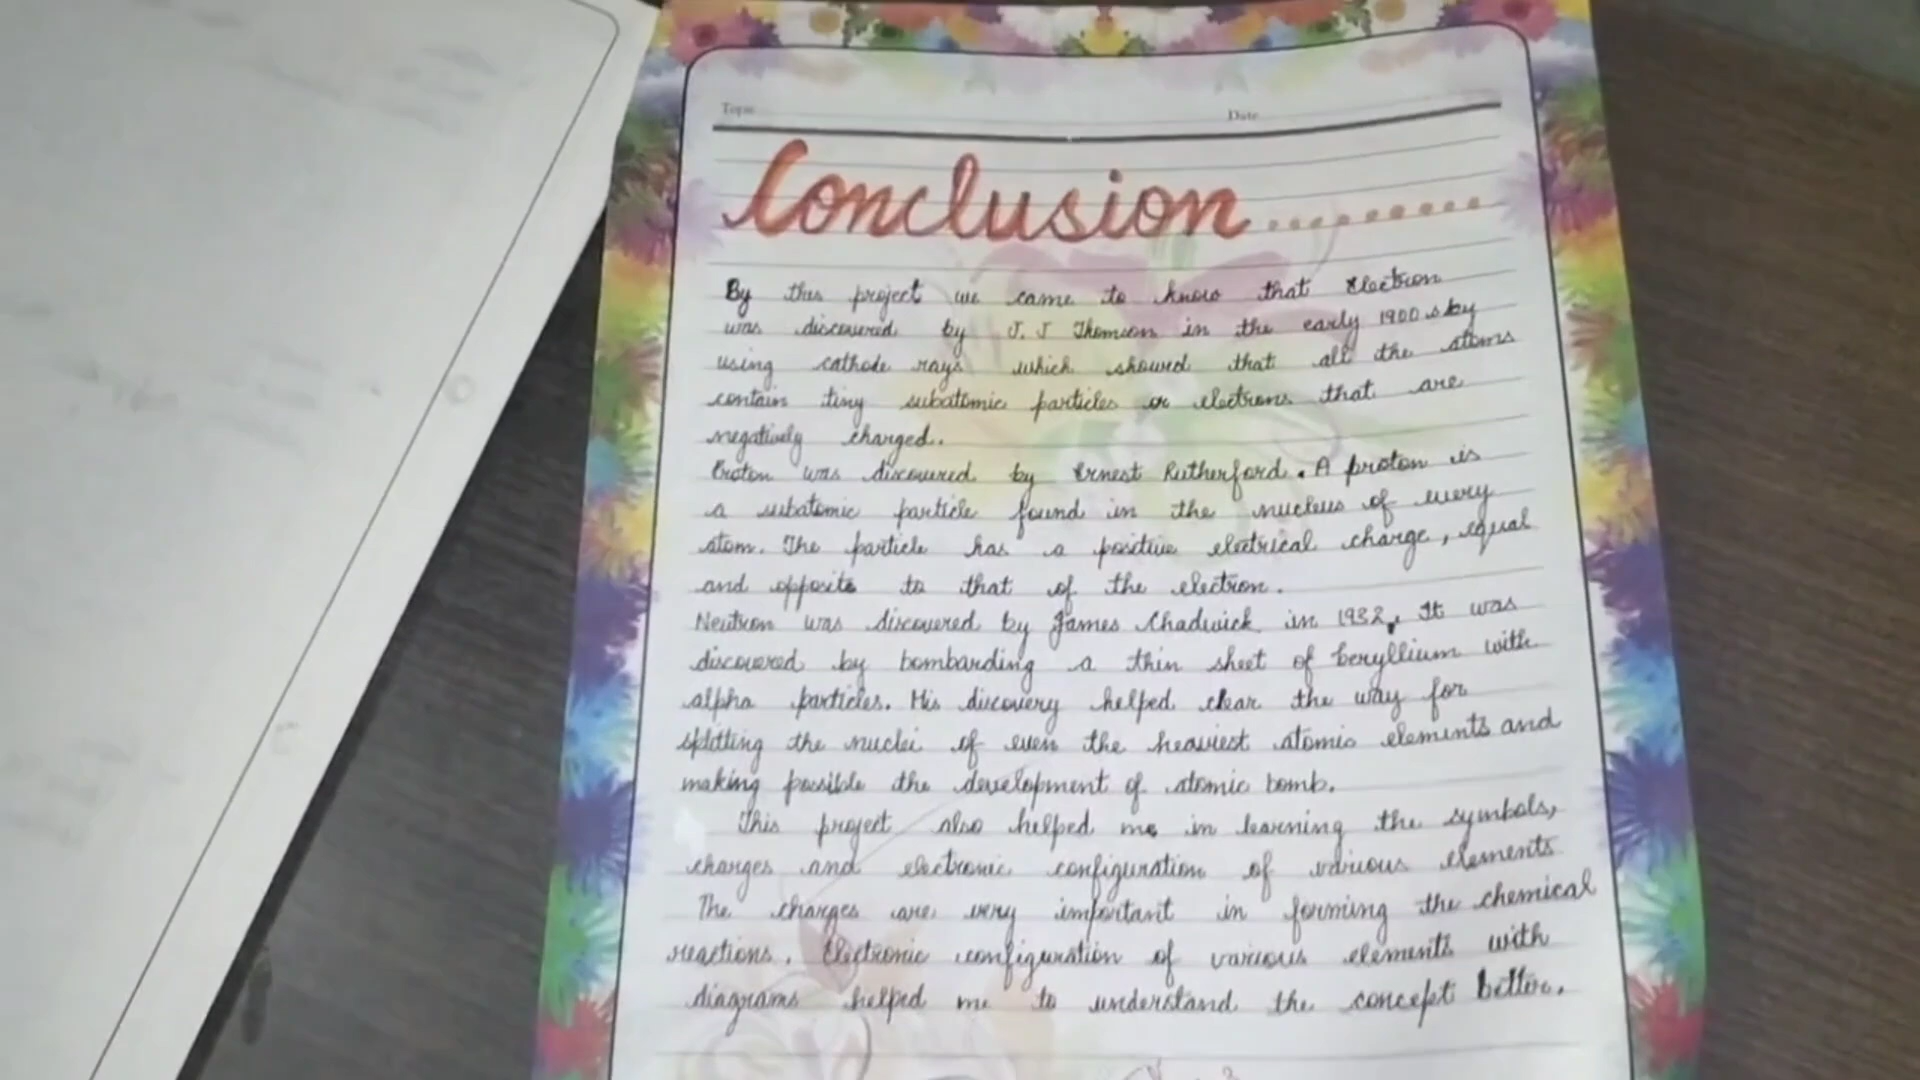 Topic
Date
Conclusion.........
By this project we came to know that Electron
was discovered by J. J Thomson in the early 1900s by
using cathode rays which showed that all the atoms
contain tiny subatomic particles or electrons that are
negatively charged.
Proton was discovered by Ernest Rutherford. A proton is
a subatomic particle found in the nucleus of every
atom. The particle has a positive electrical charge, equal
and opposite to that of the electron.
Neutron was discovered by James Chadwick in 1932, It was
discovered by bombarding a thin sheet of beryllium with
alpha particles. His discovery helped clear the way for
splitting the nuclei of even the heaviest atomic elements and
making possible the development of atomic bomb.
This project also helped me in learning the symbols,
charges and electronic configuration of various elements
The charges are very important in forming the chemical
reactions. Electronic configuration of various elements with
diagrams helped me to understand the concept better.